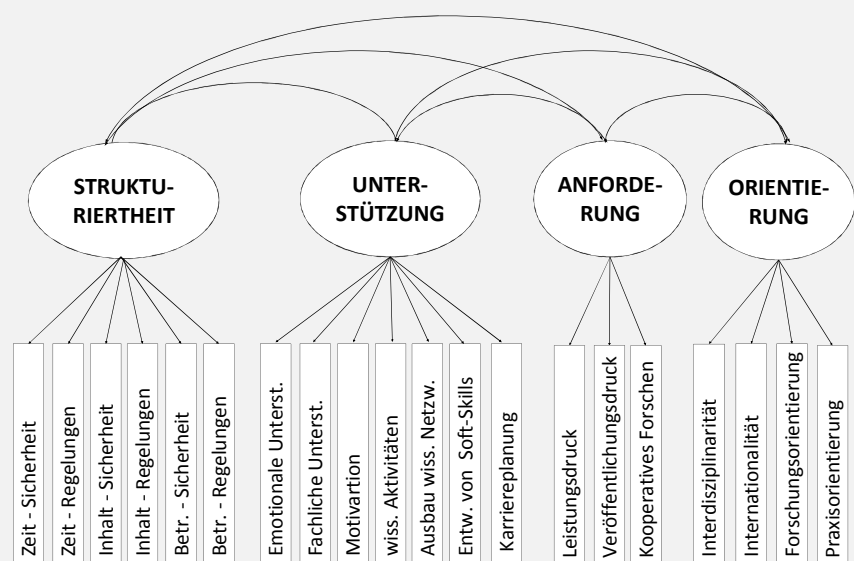 STRUKTU-
RIERTHEIT
UNTER-
STÜTZUNG
ANFORDE-
RUNG
ORIENTIE-
RUNG
Zeit - Sicherheit
Zeit - Regelungen
Inhalt - Sicherheit
Inhalt - Regelungen
Betr. - Sicherheit
Betr. - Regelungen
Emotionale Unterst.
Fachliche Unterst.
Motivartion
wiss. Aktivitäten
Ausbau wiss. Netzw.
Entw. von Soft-Skills
Karriereplanung
Leistungsdruck
Veröffentlichungsdruck
Kooperatives Forschen
Interdisziplinarität
Internationalität
Forschungsorientierung
Praxisorientierung